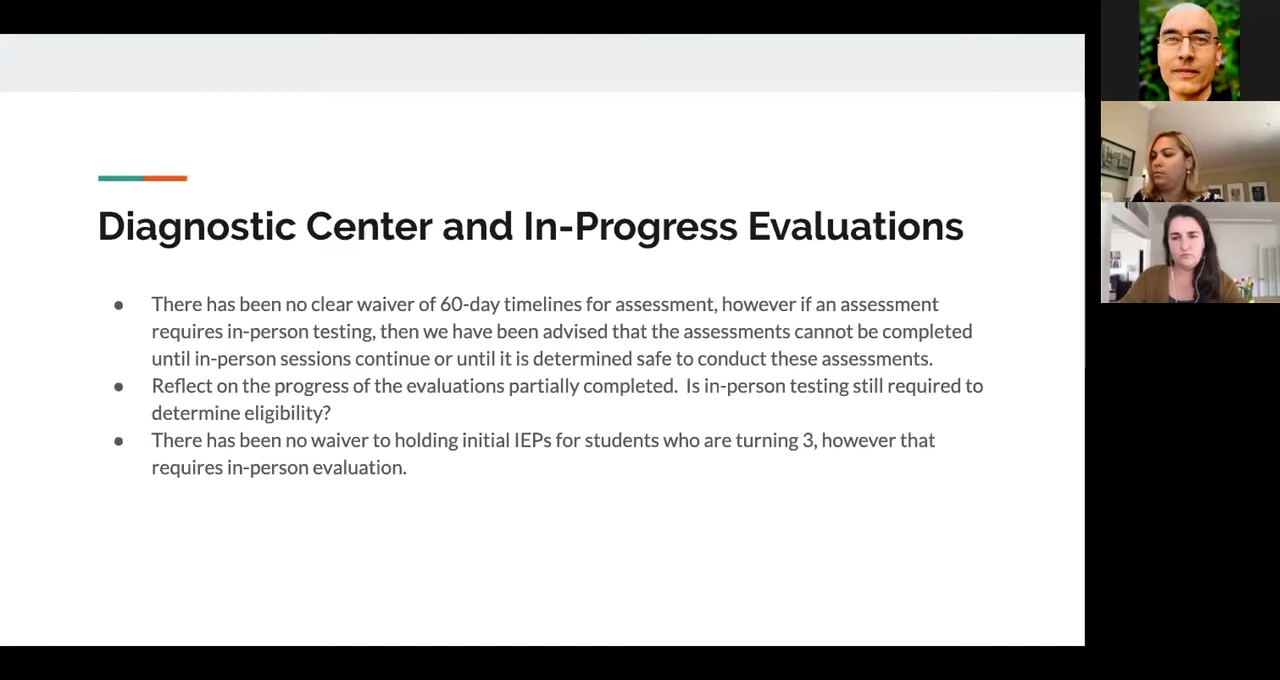 Diagnostic Center and In-Progress Evaluations
● There has been no clear waiver of 60-day timelines for assessment, however if an assessment
requires in-person testing, then we have been advised that the assessments cannot be completed
until in-person sessions continue or until it is determined safe to conduct these assessments.
● Reflect on the progress of the evaluations partially completed.  Is in-person testing still required to
determine eligibility?
● There has been no waiver to holding initial IEPs for students who are turning 3, however that
requires in-person evaluation.